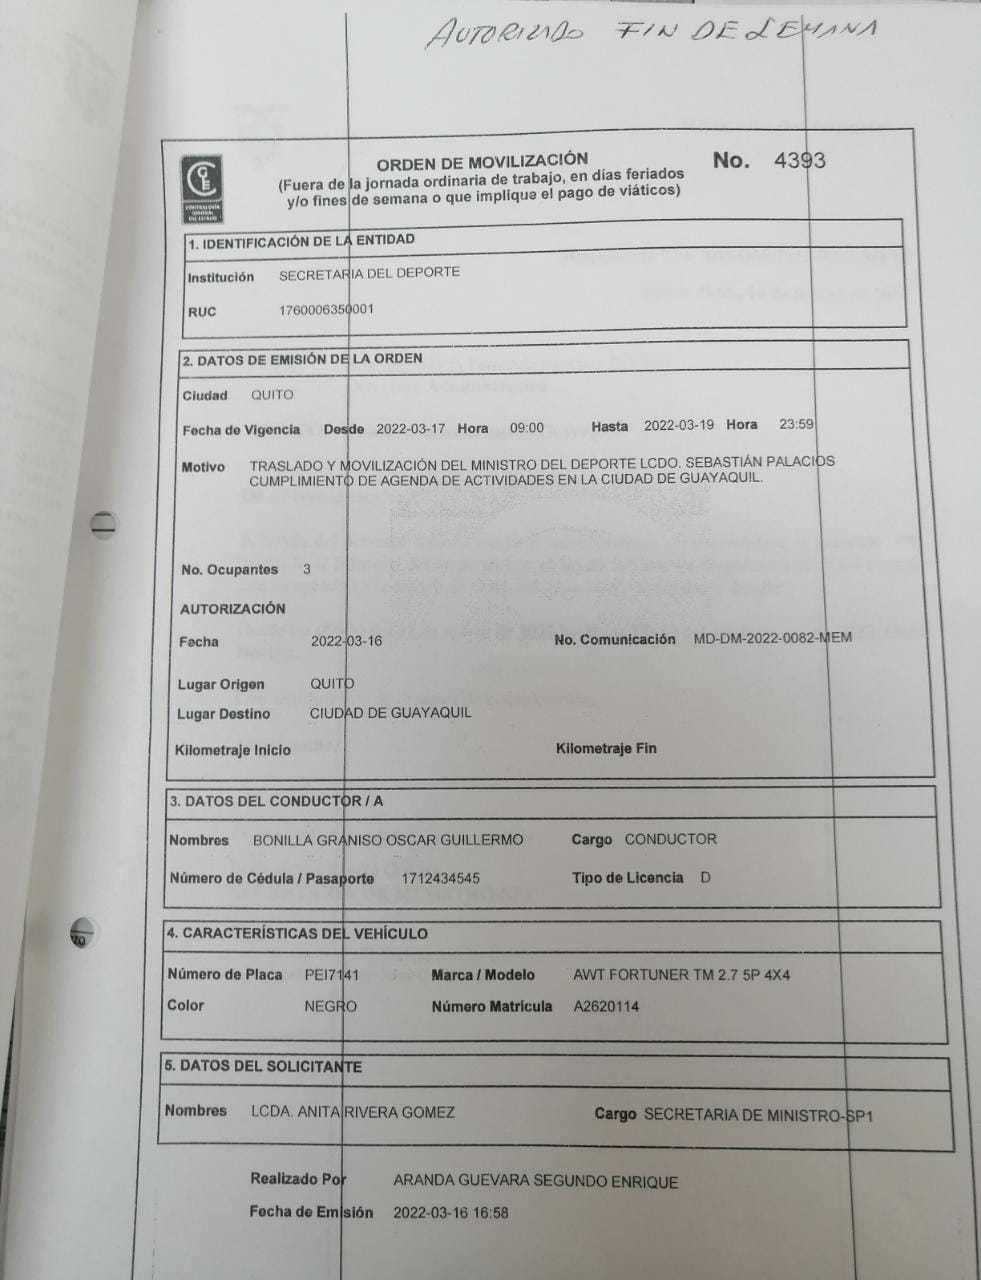 AUTORIZADO FIN DE SEMANA
ORDEN DE MOVILIZACIÓN No. 4393
(Fuera de la jornada ordinaria de trabajo, en días feriados
y/o fines de semana o que implique el pago de viáticos)
CONTRALORÍA
GENERAL
DEL ESTADO
1. IDENTIFICACIÓN DE LA ENTIDAD
Institución SECRETARIA DEL DEPORTE
RUC 1760006350001
2. DATOS DE EMISIÓN DE LA ORDEN
Ciudad QUITO
Fecha de Vigencia Desde 2022-03-17 Hora 09:00 Hasta 2022-03-19 Hora 23:59
Motivo TRASLADO Y MOVILIZACIÓN DEL MINISTRO DEL DEPORTE LCDO. SEBASTIÁN PALACIOS
CUMPLIMIENTO DE AGENDA DE ACTIVIDADES EN LA CIUDAD DE GUAYAQUIL.
No. Ocupantes 3
AUTORIZACIÓN
Fecha 2022-03-16 No. Comunicación MD-DM-2022-0082-MEM
Lugar Origen QUITO
Lugar Destino CIUDAD DE GUAYAQUIL
Kilometraje Inicio Kilometraje Fin
3. DATOS DEL CONDUCTOR / A
Nombres BONILLA GRANISO OSCAR GUILLERMO Cargo CONDUCTOR
Número de Cédula / Pasaporte 1712434545 Tipo de Licencia D
4. CARACTERÍSTICAS DEL VEHÍCULO
Número de Placa PEI7141 Marca / Modelo AWT FORTUNER TM 2.7 5P 4X4
Color NEGRO Número Matrícula A2620114
5. DATOS DEL SOLICITANTE
Nombres LCDA. ANITA RIVERA GOMEZ Cargo SECRETARIA DE MINISTRO-SP1
Realizado Por ARANDA GUEVARA SEGUNDO ENRIQUE
Fecha de Emisión 2022-03-16 16:58